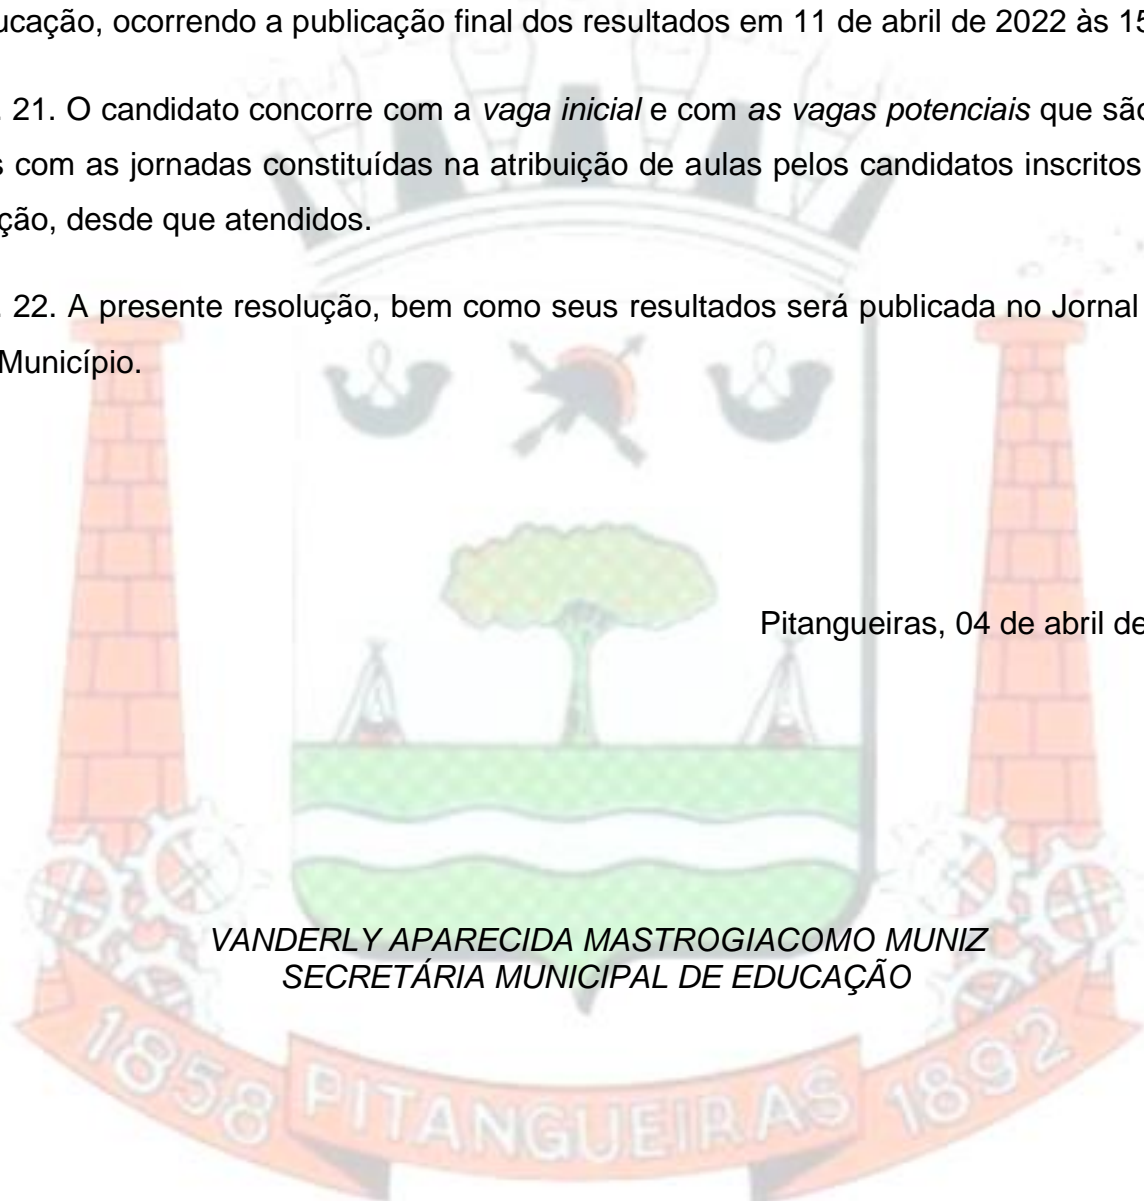 ucação, ocorrendo a publicação final dos resultados em 11 de abril de 2022 às 15
. 21. O candidato concorre com a vaga inicial e com as vagas potenciais que são
s com as jornadas constituídas na atribuição de aulas pelos candidatos inscritos
ção, desde que atendidos.
. 22. A presente resolução, bem como seus resultados será publicada no Jornal
Município.
Pitangueiras, 04 de abril de
VANDERLY APARECIDA MASTROGIACOMO MUNIZ
SECRETÁRIA MUNICIPAL DE EDUCAÇÃO
1858 PITANGUEIRAS 1892